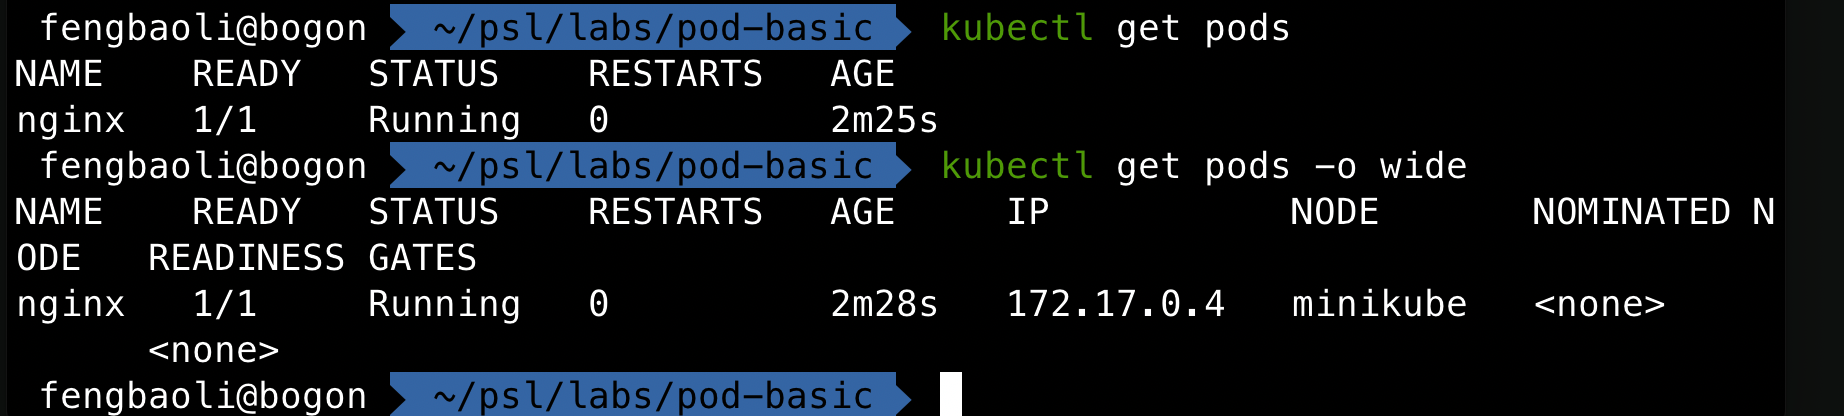 fengbaoli@bogon ~/psl/labs/pod-basic kubectl get pods
NAME READY STATUS RESTARTS AGE
nginx 1/1 Running 0 2m25s
fengbaoli@bogon ~/psl/labs/pod-basic kubectl get pods -o wide
NAME READY STATUS RESTARTS AGE IP NODE NOMINATED N
ODE READINESS GATES
nginx 1/1 Running 0 2m28s 172.17.0.4 minikube <none>
<none>
fengbaoli@bogon ~/psl/labs/pod-basic